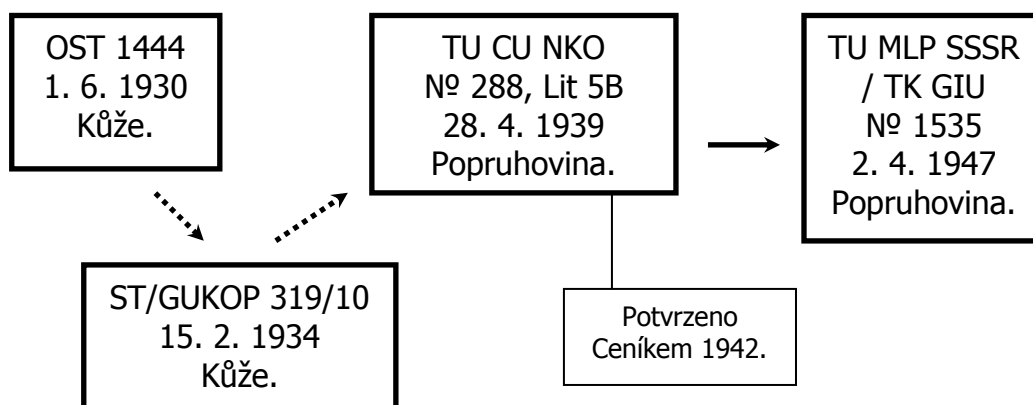 OST 1444
1. 6. 1930
Kůže.
TU CU NKO
№ 288, Lit 5B
28. 4. 1939
Popruhovina.
TU MLP SSSR
/ TK GIU
№ 1535
2. 4. 1947
Popruhovina.
ST/GUKOP 319/10
15. 2. 1934
Kůže.
Potvrzeno
Ceníkem 1942.